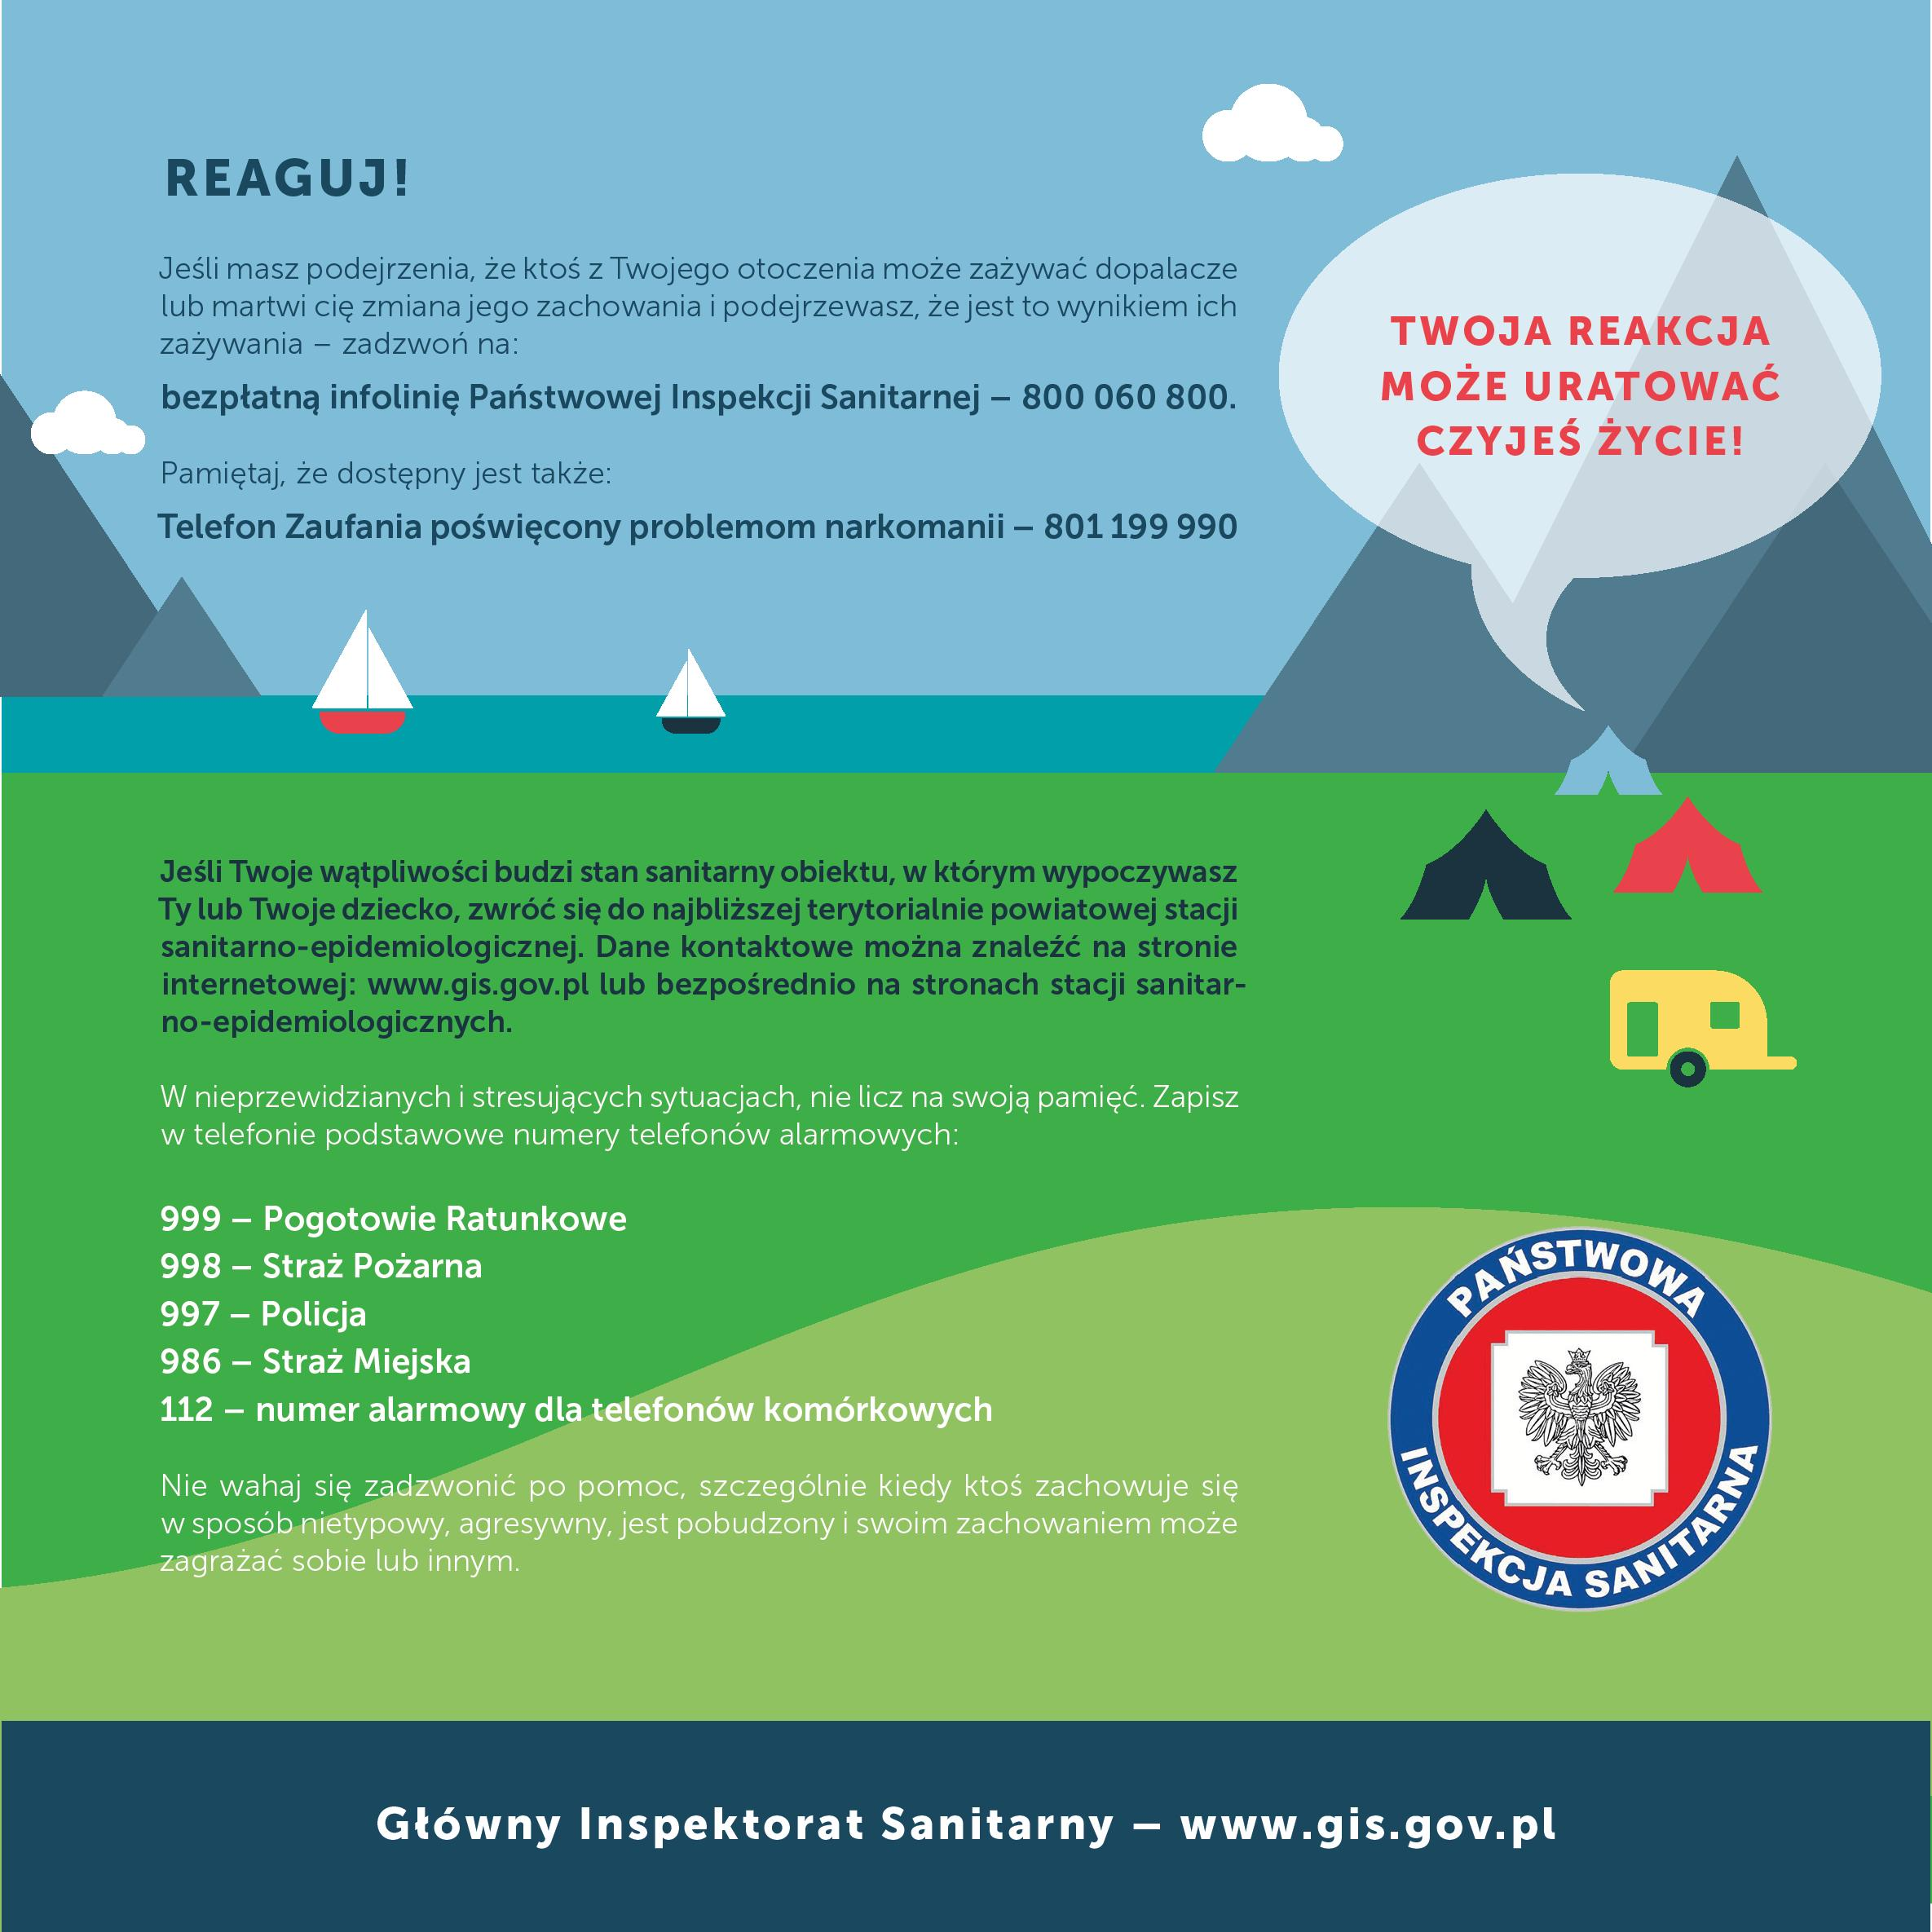 REAGUJ!
Jeśli masz podejrzenia, że ktoś z Twojego otoczenia może zażywać dopalacze
lub martwi cię zmiana jego zachowania i podejrzewasz, że jest to wynikiem ich
zażywania – zadzwoń na:
bezpłatną infolinię Państwowej Inspekcji Sanitarnej – 800 060 800.
Pamiętaj, że dostępny jest także:
Telefon Zaufania poświęcony problemom narkomanii – 801 199 990
TWOJA REAKCJA
MOŻE URATOWAĆ
CZYJEŚ ŻYCIE!
Jeśli Twoje wątpliwości budzi stan sanitarny obiektu, w którym wypoczywasz
Ty lub Twoje dziecko, zwróć się do najbliższej terytorialnie powiatowej stacji
sanitarno-epidemiologicznej. Dane kontaktowe można znaleźć na stronie
internetowej: www.gis.gov.pl lub bezpośrednio na stronach stacji sanitar-
no-epidemiologicznych.
W nieprzewidzianych i stresujących sytuacjach, nie licz na swoją pamięć. Zapisz
w telefonie podstawowe numery telefonów alarmowych:
999 – Pogotowie Ratunkowe
998 – Straż Pożarna
997 – Policja
986 – Straż Miejska
112 – numer alarmowy dla telefonów komórkowych
Nie wahaj się zadzwonić po pomoc, szczególnie kiedy ktoś zachowuje się
w sposób nietypowy, agresywny, jest pobudzony i swoim zachowaniem może
zagrażać sobie lub innym.
PAŃSTWOWA
INSPEKCJA SANITARNA
Główny Inspektorat Sanitarny – www.gis.gov.pl